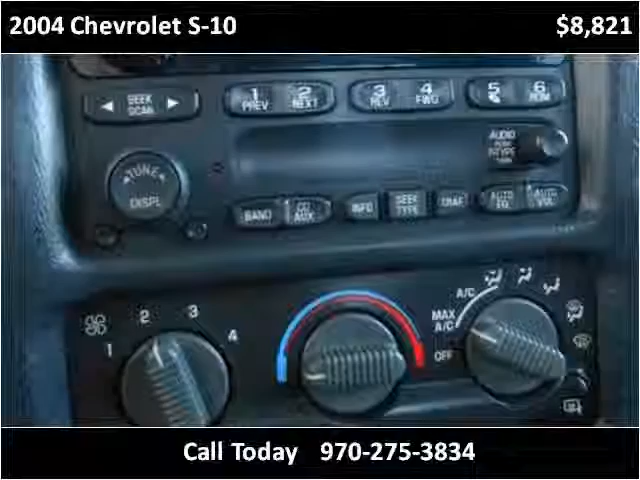 2004 Chevrolet S-10 $8,821
SEEK SCAN
1 PREV 2 NEXT 3 REV 4 FWD 5 6 RDM
AUDIO
TUNE
DISPL
BAND CD AUX INFO SEEK TYPE AUTO EQ AUTO VOL
1 2 3 4
A/C
MAX A/C
OFF
Call Today 970-275-3834